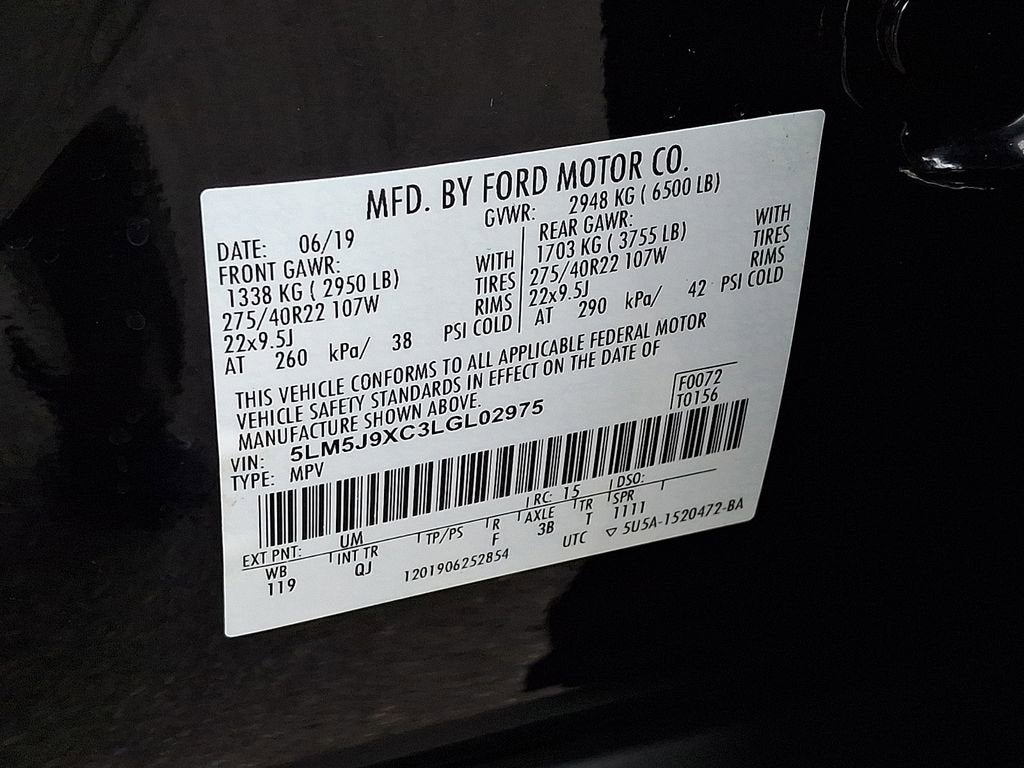 MFD. BY FORD MOTOR CO.
DATE: 06/19 GVWR: 2948 KG ( 6500 LB)
FRONT GAWR: WITH REAR GAWR: WITH
1338 KG ( 2950 LB) TIRES 1703 KG ( 3755 LB) TIRES
275/40R22 107W RIMS 275/40R22 107W RIMS
22x9.5J PSI COLD 22x9.5J PSI COLD
AT 260 kPa/ 38 AT 290 kPa/ 42
THIS VEHICLE CONFORMS TO ALL APPLICABLE FEDERAL MOTOR
VEHICLE SAFETY STANDARDS IN EFFECT ON THE DATE OF
MANUFACTURE SHOWN ABOVE.
F0072
T0156
VIN: 5LM5J9XC3LGL02975
TYPE: MPV
EXT PNT: UM RC: 15 DSO:
WB INT TR TP/PS R AXLE TR SPR
119 QJ F 3B T 1111
1201906252854 UTC ▽ 5U5A-1520472-BA